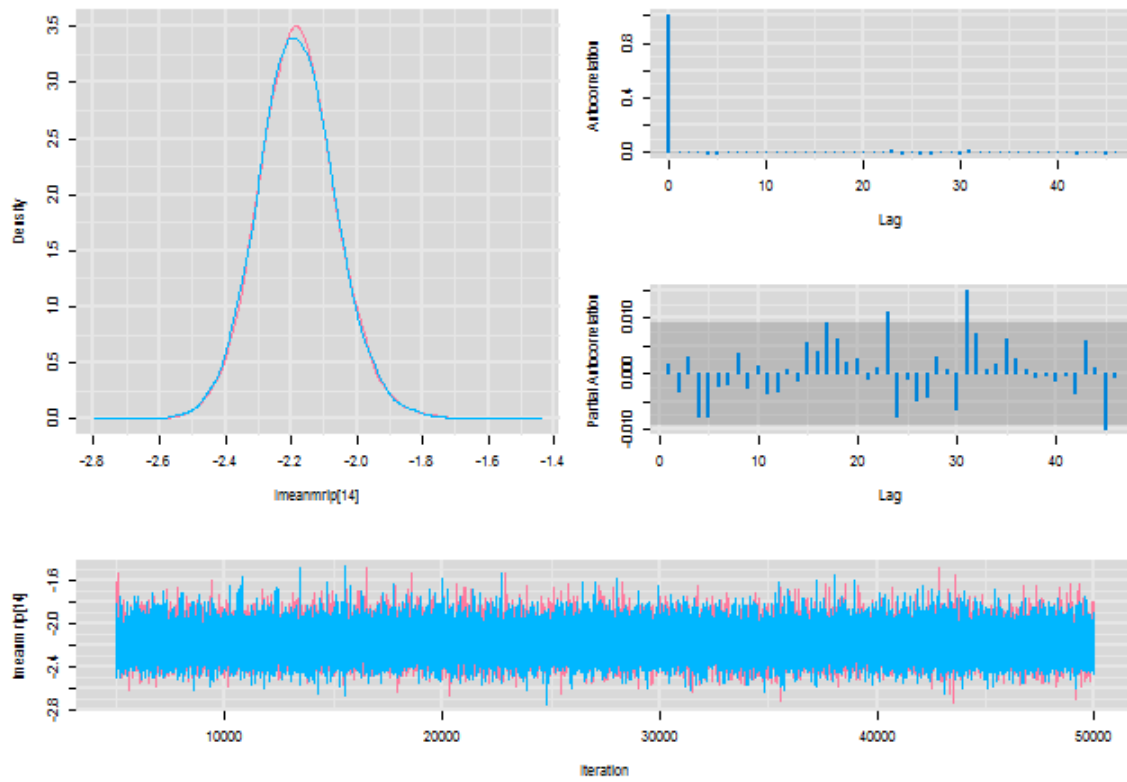 3.5
3.0
2.5
2.0
1.5
1.0
0.5
0.0
Density
-2.8 -2.6 -2.4 -2.2 -2.0 -1.8 -1.6 -1.4
lmeanmrip[14]
0.8
0.4
0.0
Autocorrelation
0 10 20 30 40
Lag
0.010
0.000
-0.010
Partial Autocorrelation
0 10 20 30 40
Lag
-1.6
-2.0
-2.4
-2.8
lmeanmrip[14]
10000 20000 30000 40000 50000
Iteration